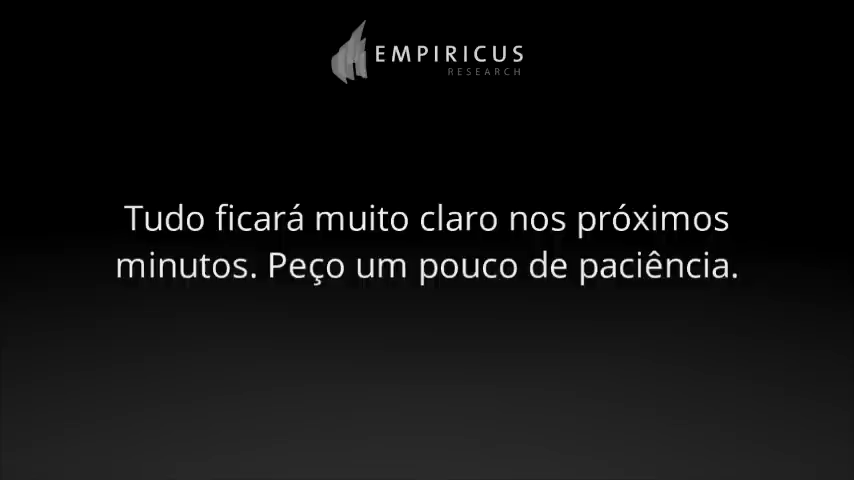 EMPIRICUS
RESEARCH
Tudo ficará muito claro nos próximos
minutos. Peço um pouco de paciência.